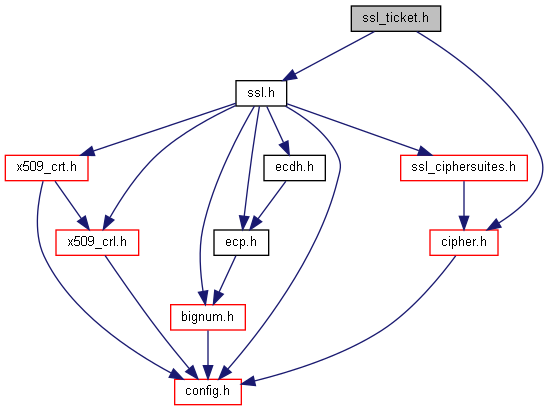 ssl_ticket.h
ssl.h
x509_crt.h
ecdh.h
ssl_ciphersuites.h
x509_crl.h
ecp.h
cipher.h
bignum.h
config.h